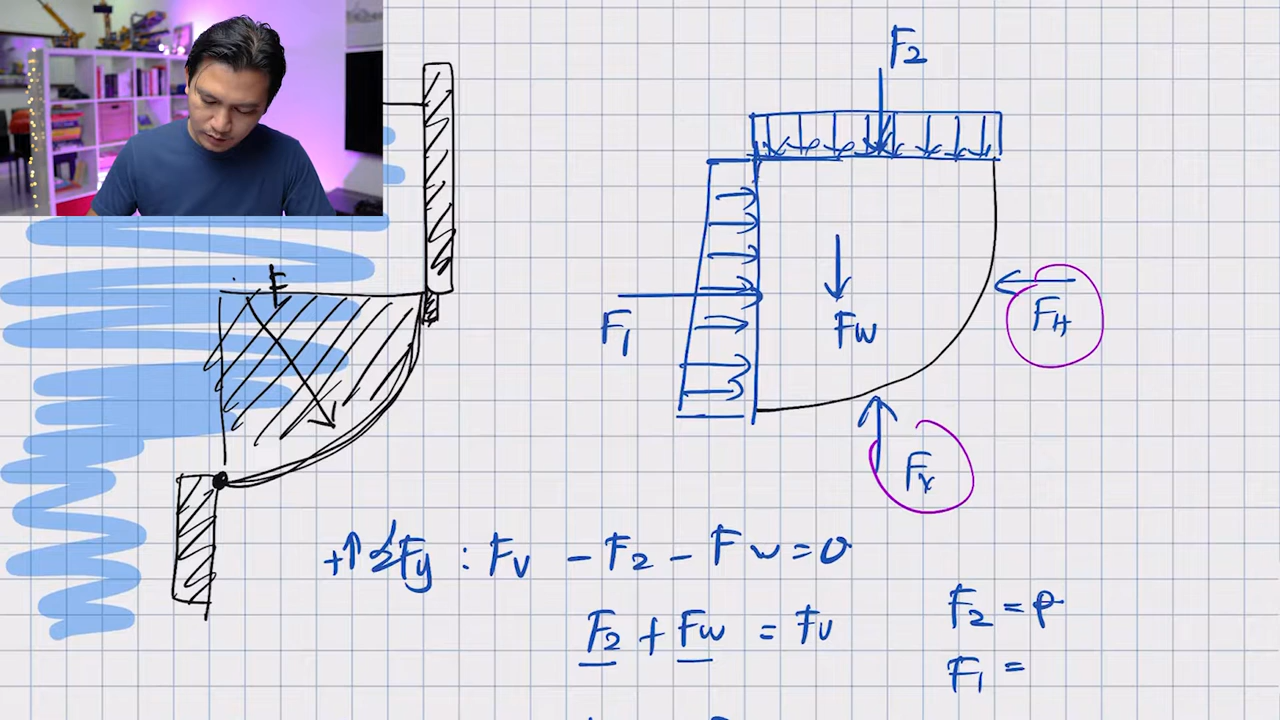 F2
F
F1
Fw
FH
Fv
+↑ ΣFy : Fv - F2 - Fw = 0
F2 + Fw = Fv
F2 = P
F1 =